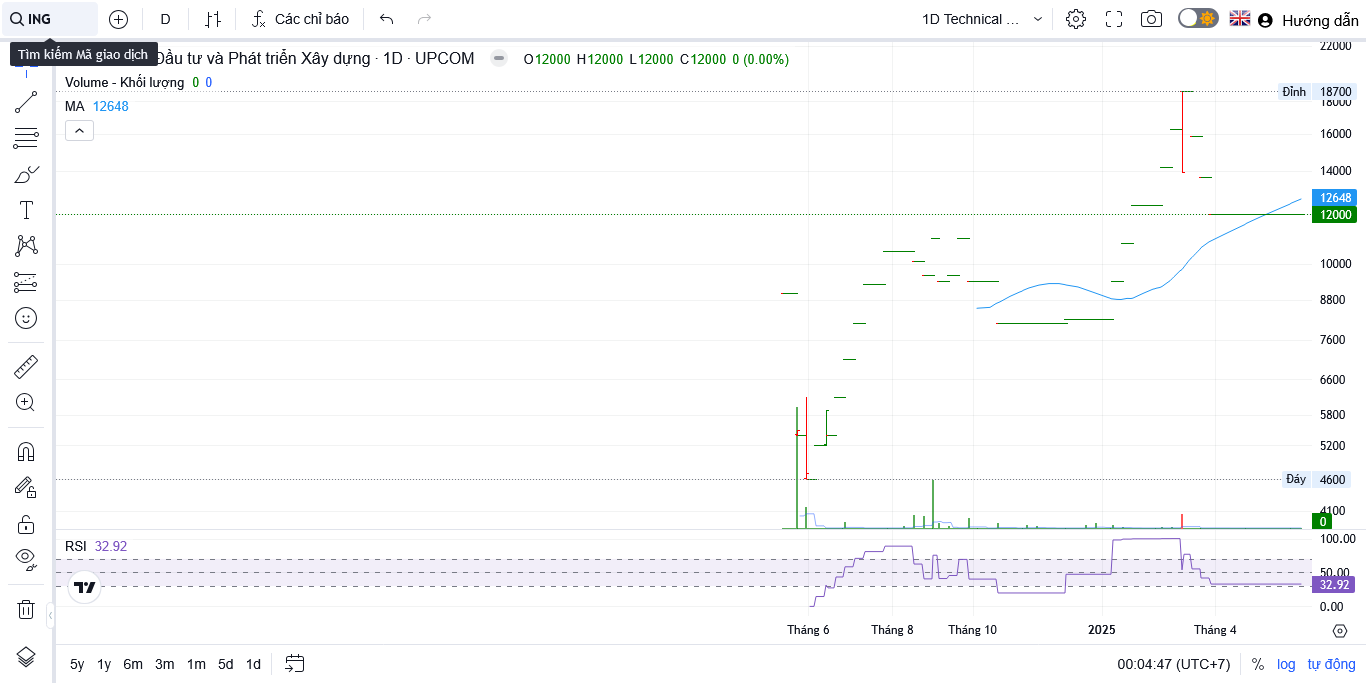 ING
D
Các chỉ báo
1D Technical ...
Hướng dẫn
Tìm kiếm Mã giao dịch
Đầu tư và Phát triển Xây dựng · 1D · UPCOM
O12000 H12000 L12000 C12000 0 (0.00%)
Volume - Khối lượng 0 0
MA 12648
22000
Đỉnh 18700
18000
16000
14000
12648
12000
10000
8800
7600
6600
5800
5200
Đáy 4600
4100
0
RSI 32.92
100.00
50.00
32.92
0.00
Tháng 6 Tháng 8 Tháng 10 2025 Tháng 4
5y 1y 6m 3m 1m 5d 1d
00:04:47 (UTC+7) % log tự động